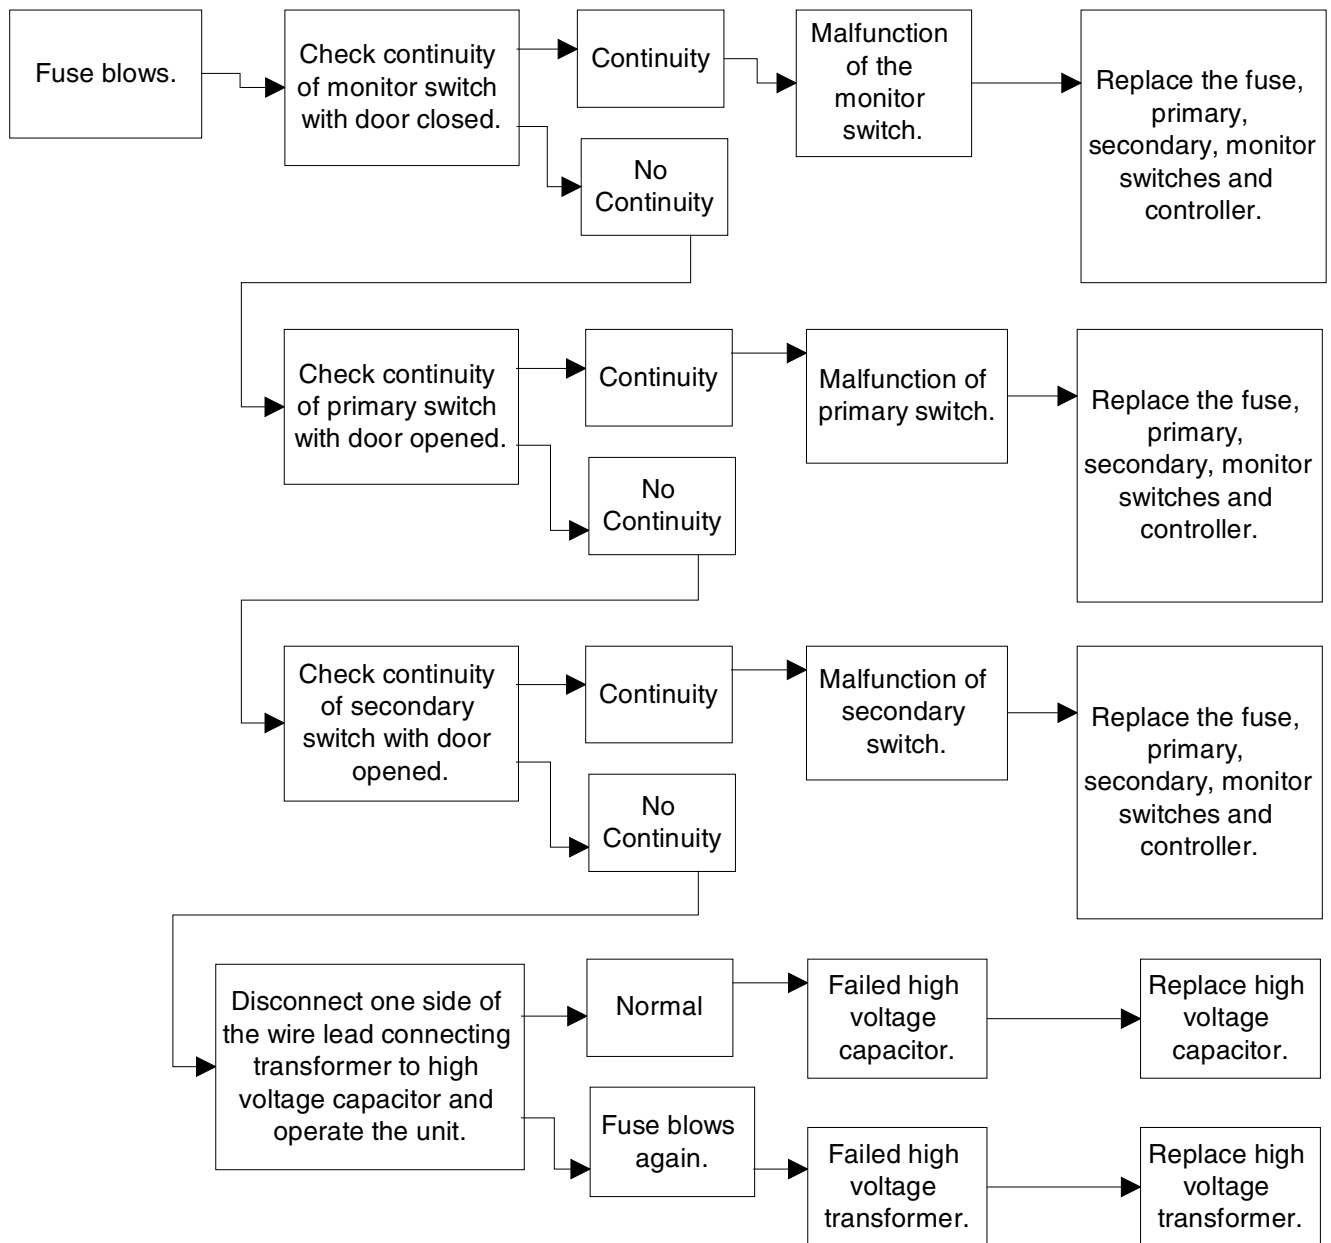 Fuse blows.
Check continuity
of monitor switch
with door closed.
Continuity
Malfunction
of the
monitor
switch.
Replace the fuse,
primary,
secondary, monitor
switches and
controller.
No
Continuity
Check continuity
of primary switch
with door opened.
Continuity
Malfunction of
primary switch.
Replace the fuse,
primary,
secondary, monitor
switches and
controller.
No
Continuity
Check continuity
of secondary
switch with door
opened.
Continuity
Malfunction of
secondary
switch.
Replace the fuse,
primary,
secondary, monitor
switches and
controller.
No
Continuity
Disconnect one side of
the wire lead connecting
transformer to high
voltage capacitor and
operate the unit.
Normal
Failed high
voltage
capacitor.
Replace high
voltage
capacitor.
Fuse blows
again.
Failed high
voltage
transformer.
Replace high
voltage
transformer.